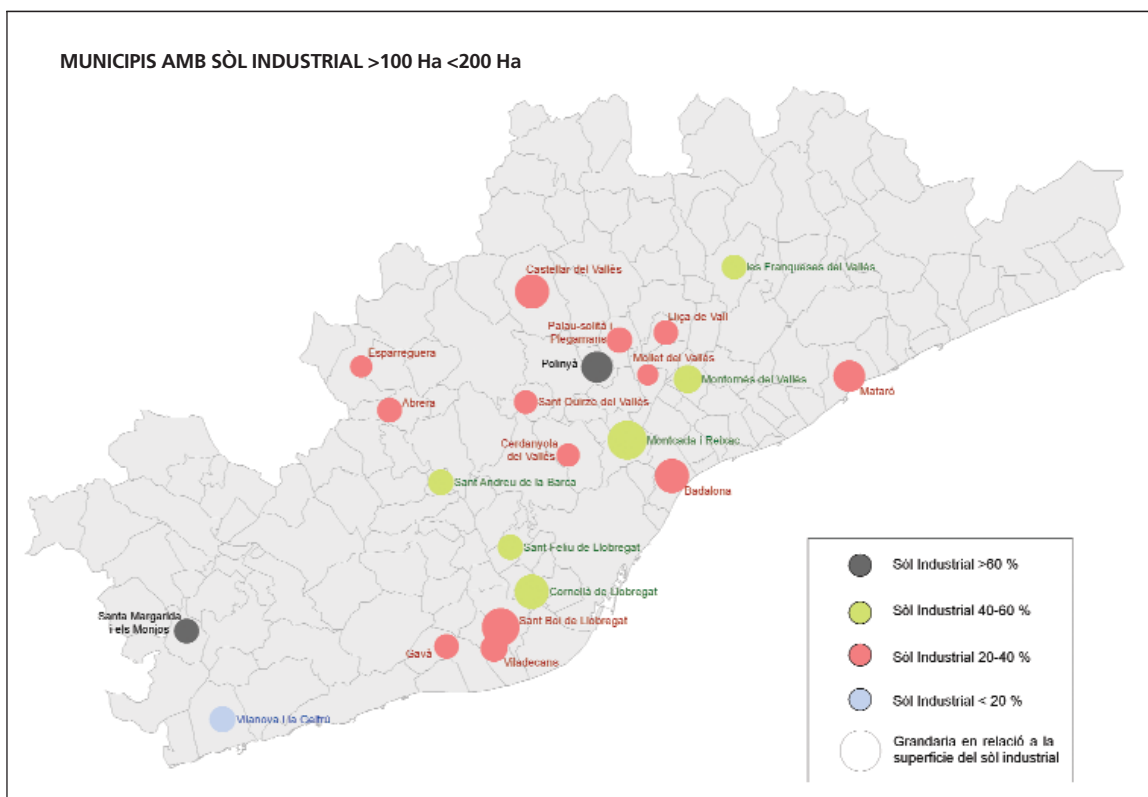 MUNICIPIS AMB SÒL INDUSTRIAL >100 Ha <200 Ha
les Franqueses del Vallès
Castellar del Vallès
Lliça de Vall
Palau-solità i
Plegamans
Esparreguera
Polinyà
Mollet del Vallès
Montornés del Vallès
Mataró
Abrera
Sant Quirze del Vallès
Montcada i Reixac
Cerdanyola
del Vallès
Sant Andreu de la Barca
Badalona
Sant Feliu de Llobregat
Cornellà de Llobregat
Santa Margarida
i els Monjos
Sant Boi de Llobregat
Gavà
Viladecans
Vilanova i la Geltrú
Sòl Industrial >60 %
Sòl Industrial 40-60 %
Sòl Industrial 20-40 %
Sòl Industrial < 20 %
Grandaria en relació a la
superficie del sòl industrial